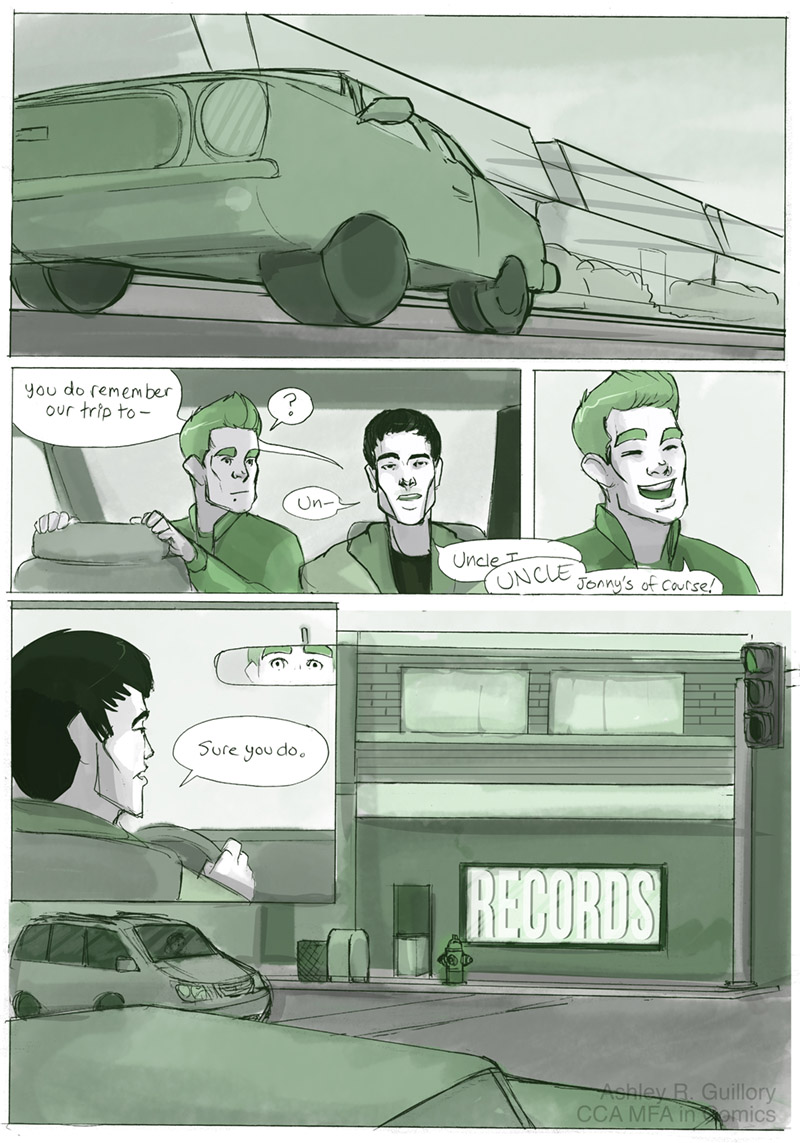 You do remember
our trip to—
?
Un—
Uncle J
UNCLE
Jonny's of course!
Sure you do.
RECORDS
Ashley R. Guillory
CCA MFA in Comics